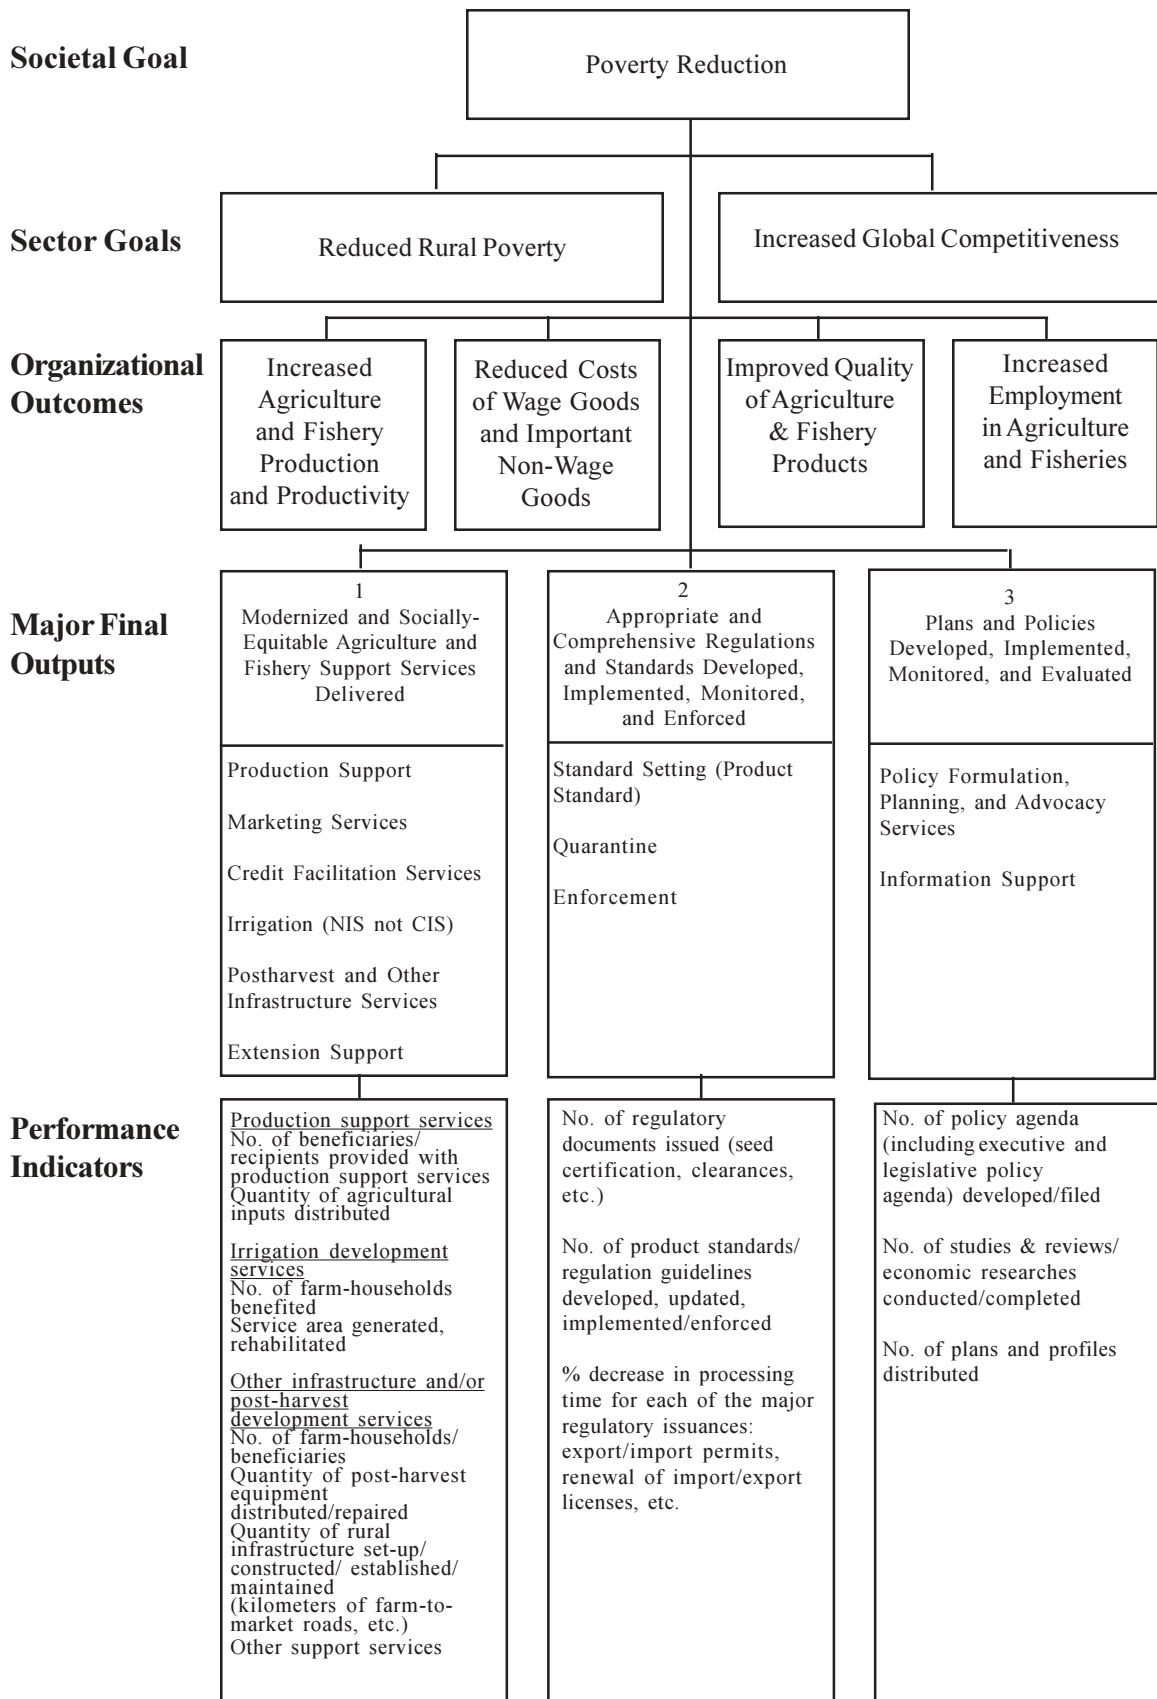 Societal Goal
Poverty Reduction
Sector Goals
Reduced Rural Poverty
Increased Global Competitiveness
Organizational
Outcomes
Increased
Agriculture
and Fishery
Production
and Productivity
Reduced Costs
of Wage Goods
and Important
Non-Wage
Goods
Improved Quality
of Agriculture
& Fishery
Products
Increased
Employment
in Agriculture
and Fisheries
Major Final
Outputs
1
Modernized and Socially-
Equitable Agriculture and
Fishery Support Services
Delivered
2
Appropriate and
Comprehensive Regulations
and Standards Developed,
Implemented, Monitored,
and Enforced
3
Plans and Policies
Developed, Implemented,
Monitored, and Evaluated
Production Support
Marketing Services
Credit Facilitation Services
Irrigation (NIS not CIS)
Postharvest and Other
Infrastructure Services
Extension Support
Standard Setting (Product
Standard)
Quarantine
Enforcement
Policy Formulation,
Planning, and Advocacy
Services
Information Support
Performance
Indicators
Production support services
No. of beneficiaries/
recipients provided with
production support services
Quantity of agricultural
inputs distributed
Irrigation development
services
No. of farm-households
benefited
Service area generated,
rehabilitated
Other infrastructure and/or
post-harvest
development services
No. of farm-households/
beneficiaries
Quantity of post-harvest
equipment
distributed/repaired
Quantity of rural
infrastructure set-up/
constructed/ established/
maintained
(kilometers of farm-to-
market roads, etc.)
Other support services
No. of regulatory
documents issued (seed
certification, clearances,
etc.)
No. of product standards/
regulation guidelines
developed, updated,
implemented/enforced
% decrease in processing
time for each of the major
regulatory issuances:
export/import permits,
renewal of import/export
licenses, etc.
No. of policy agenda
(including executive and
legislative policy
agenda) developed/filed
No. of studies & reviews/
economic researches
conducted/completed
No. of plans and profiles
distributed